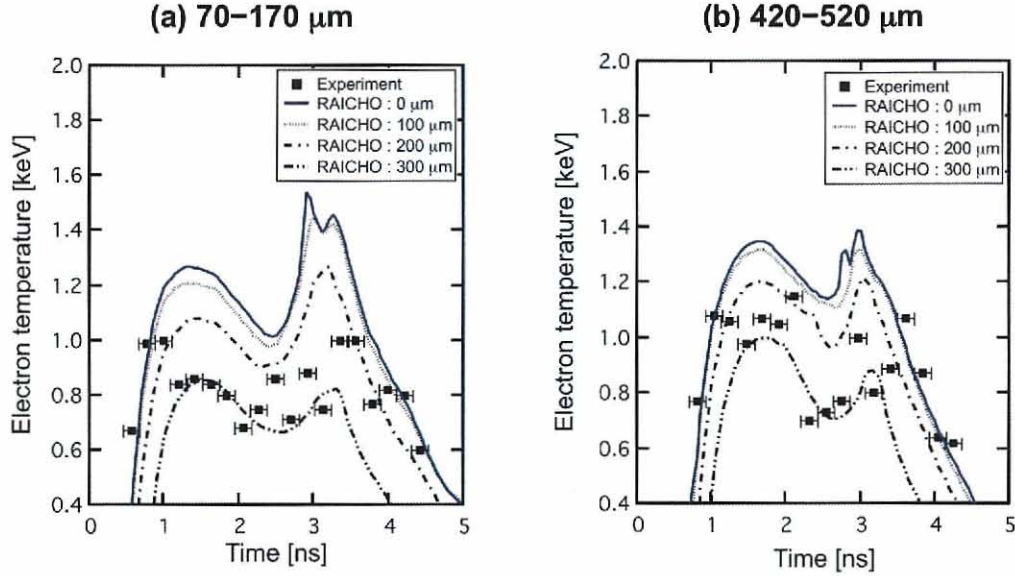 (a) 70−170 μm
Electron temperature [keV]
2.0
1.8
1.6
1.4
1.2
1.0
0.8
0.6
0.4
Experiment
RAICHO : 0 μm
RAICHO : 100 μm
RAICHO : 200 μm
RAICHO : 300 μm
0 1 2 3 4 5
Time [ns]
(b) 420−520 μm
Electron temperature [keV]
2.0
1.8
1.6
1.4
1.2
1.0
0.8
0.6
0.4
Experiment
RAICHO : 0 μm
RAICHO : 100 μm
RAICHO : 200 μm
RAICHO : 300 μm
0 1 2 3 4 5
Time [ns]